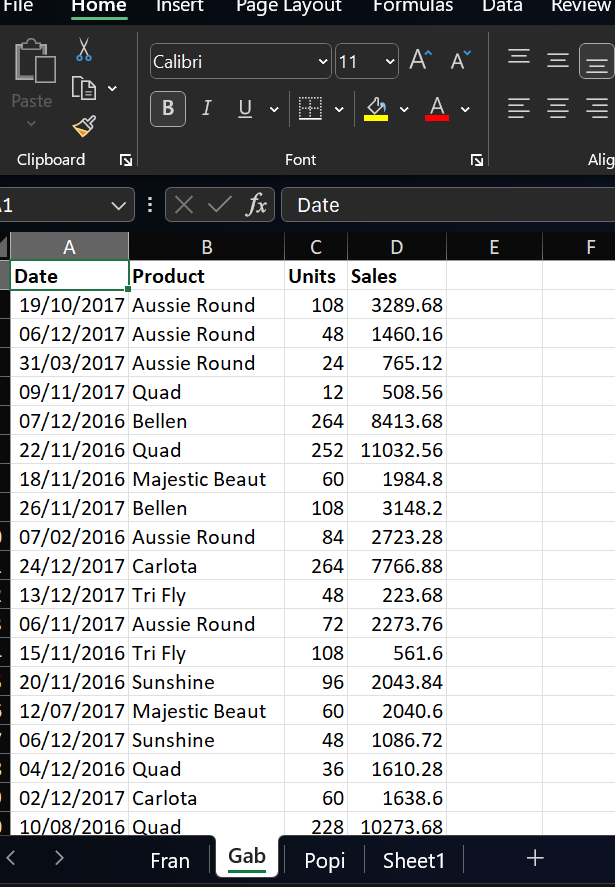 File Home Insert Page Layout Formulas Data Review
Calibri 11
Paste B I U A
Clipboard Font Alig
1 fx Date
A B C D E F
Date Product Units Sales
19/10/2017 Aussie Round 108 3289.68
06/12/2017 Aussie Round 48 1460.16
31/03/2017 Aussie Round 24 765.12
09/11/2017 Quad 12 508.56
07/12/2016 Bellen 264 8413.68
22/11/2016 Quad 252 11032.56
18/11/2016 Majestic Beaut 60 1984.8
26/11/2017 Bellen 108 3148.2
07/02/2016 Aussie Round 84 2723.28
24/12/2017 Carlota 264 7766.88
13/12/2017 Tri Fly 48 223.68
06/11/2017 Aussie Round 72 2273.76
15/11/2016 Tri Fly 108 561.6
20/11/2016 Sunshine 96 2043.84
12/07/2017 Majestic Beaut 60 2040.6
06/12/2017 Sunshine 48 1086.72
04/12/2016 Quad 36 1610.28
02/12/2017 Carlota 60 1638.6
10/08/2016 Quad 228 10273.68
Fran Gab Popi Sheet1 +